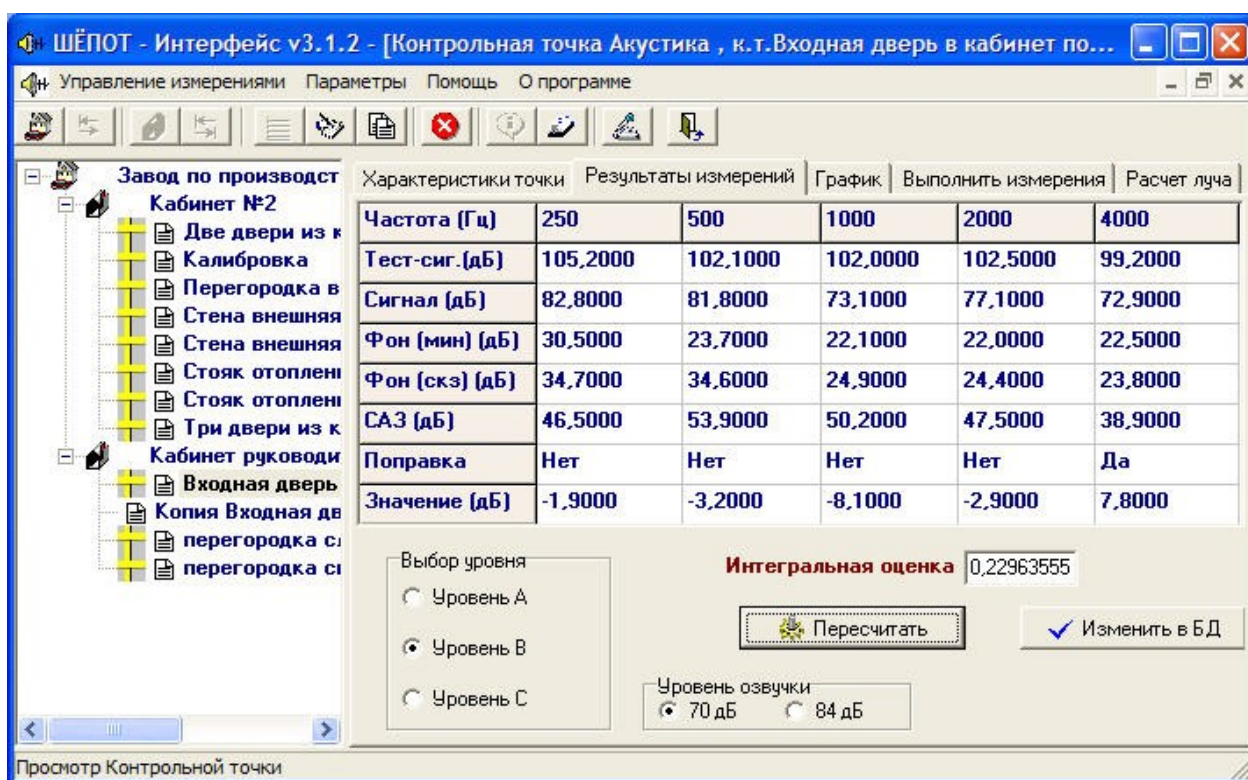 ШЁПОТ - Интерфейс v3.1.2 - [Контрольная точка Акустика , к.т.Входная дверь в кабинет по...
Управление измерениями Параметры Помощь О программе
Завод по производст
Кабинет №2
Две двери из к
Калибровка
Перегородка в
Стена внешняя
Стена внешняя
Стояк отоплени
Стояк отоплени
Три двери из к
Кабинет руководи
Входная дверь
Копия Входная дв
перегородка сл
перегородка сп
Характеристики точки Результаты измерений График Выполнить измерения Расчет луча
Частота (Гц) 250 500 1000 2000 4000
Тест-сиг.(дБ) 105,2000 102,1000 102,0000 102,5000 99,2000
Сигнал (дБ) 82,8000 81,8000 73,1000 77,1000 72,9000
Фон (мин) (дБ) 30,5000 23,7000 22,1000 22,0000 22,5000
Фон (скз) (дБ) 34,7000 34,6000 24,9000 24,4000 23,8000
САЗ (дБ) 46,5000 53,9000 50,2000 47,5000 38,9000
Поправка Нет Нет Нет Нет Да
Значение (дБ) -1,9000 -3,2000 -8,1000 -2,9000 7,8000
Выбор уровня
Уровень A
Уровень B
Уровень C
Интегральная оценка 0,22963555
Пересчитать Изменить в БД
Уровень озвучки
70 дБ 84 дБ
Просмотр Контрольной точки